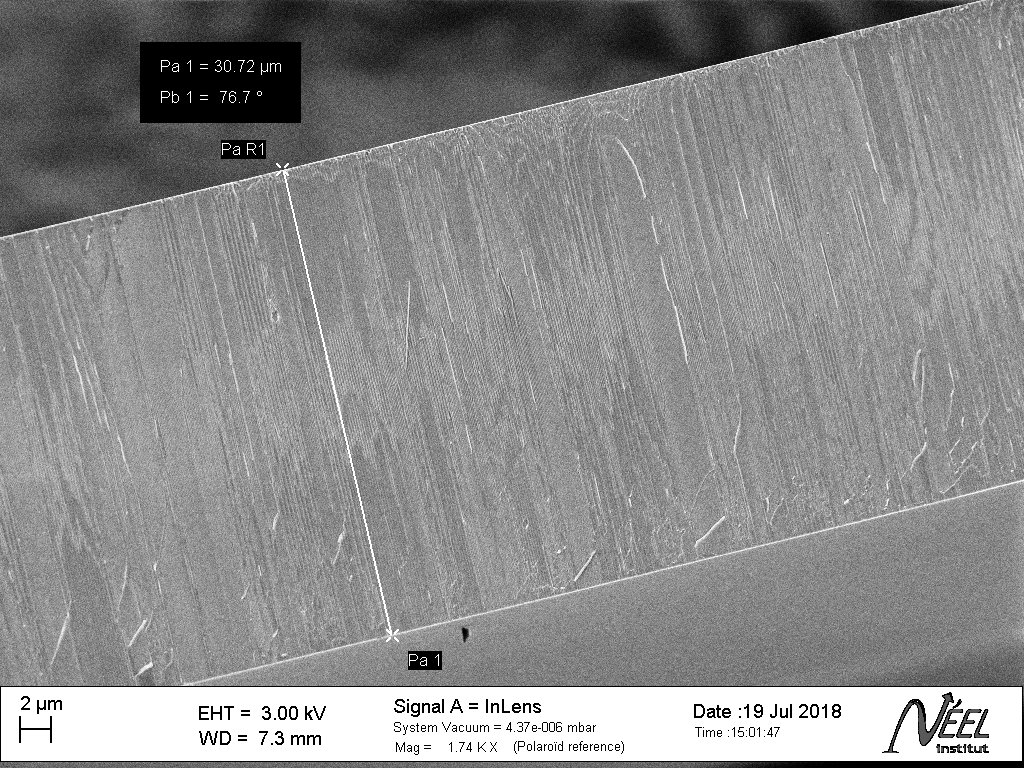 Pa 1 = 30.72 µm
Pb 1 = 76.7 °
Pa R1
Pa 1
2 µm
EHT = 3.00 kV
WD = 7.3 mm
Signal A = InLens
System Vacuum = 4.37e-006 mbar
Mag = 1.74 K X (Polaroïd reference)
Date :19 Jul 2018
Time :15:01:47
NÉEL
institut